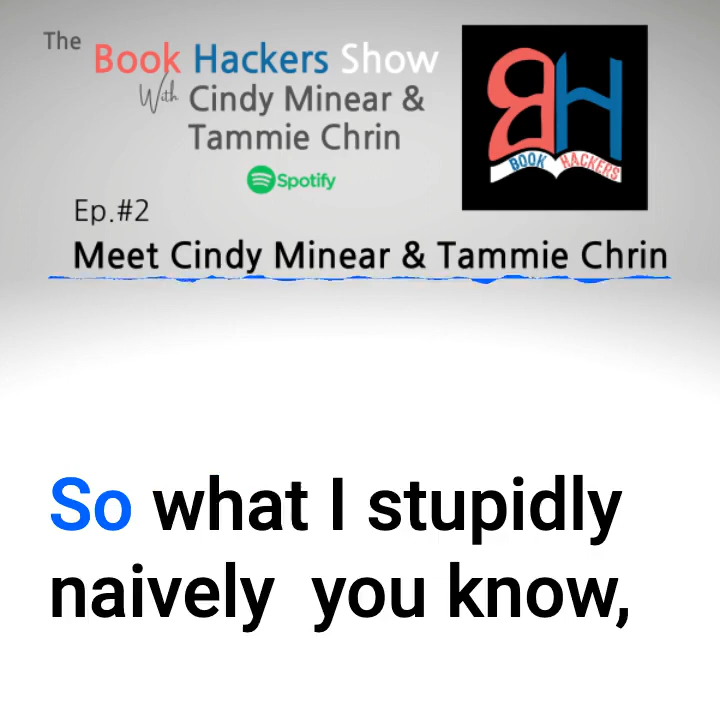 The
Book Hackers Show
With Cindy Minear &
Tammie Chrin
Spotify
BH
BOOK HACKERS
Ep.#2
Meet Cindy Minear & Tammie Chrin
So what I stupidly
naively  you know,